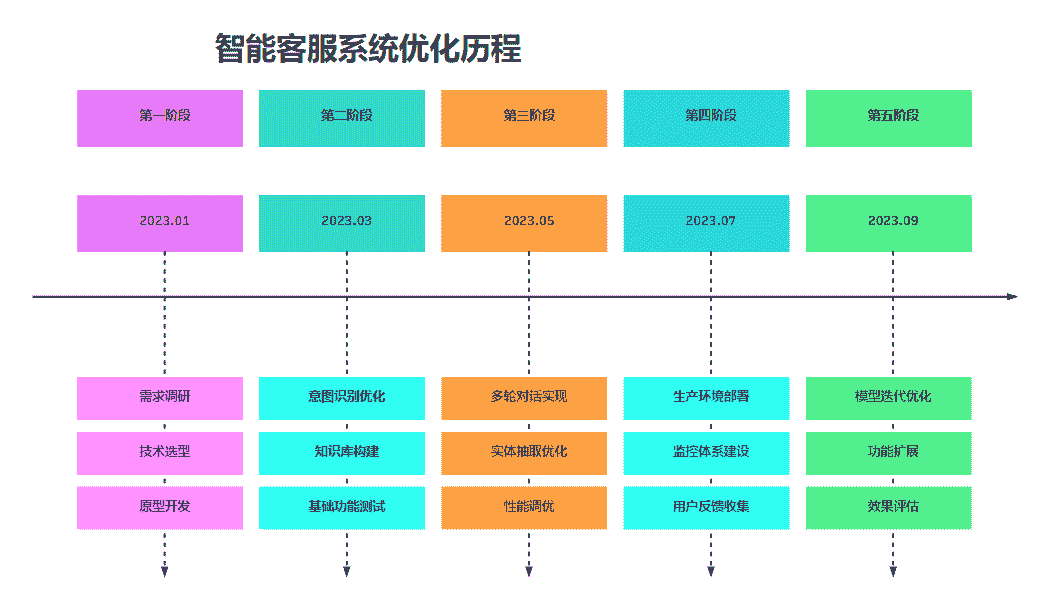 智能客服系统优化历程
第一阶段
第二阶段
第三阶段
第四阶段
第五阶段
2023.01
2023.03
2023.05
2023.07
2023.09
需求调研
意图识别优化
多轮对话实现
生产环境部署
模型迭代优化
技术选型
知识库构建
实体抽取优化
监控体系建设
功能扩展
原型开发
基础功能测试
性能调优
用户反馈收集
效果评估